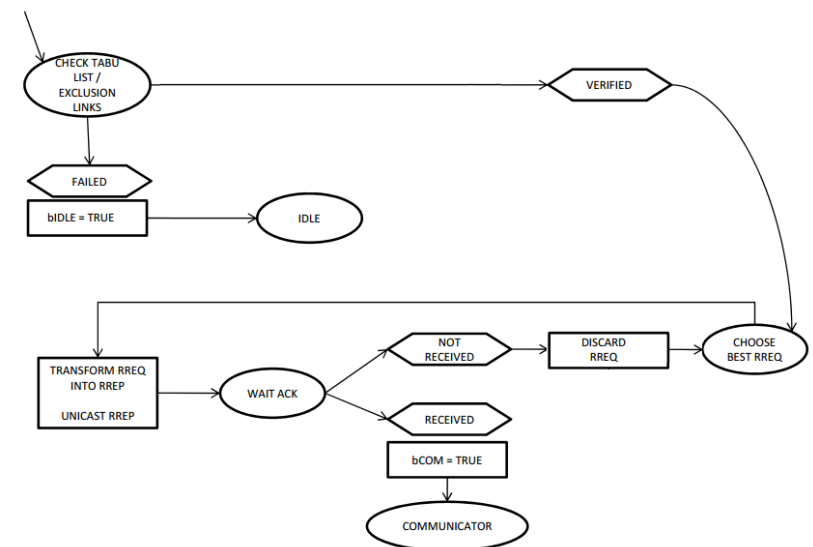 CHECK TABU
LIST /
EXCLUSION
LINKS
VERIFIED
FAILED
bIDLE = TRUE
IDLE
TRANSFORM RREQ
INTO RREP
UNICAST RREP
WAIT ACK
NOT
RECEIVED
DISCARD
RREQ
CHOOSE
BEST RREQ
RECEIVED
bCOM = TRUE
COMMUNICATOR